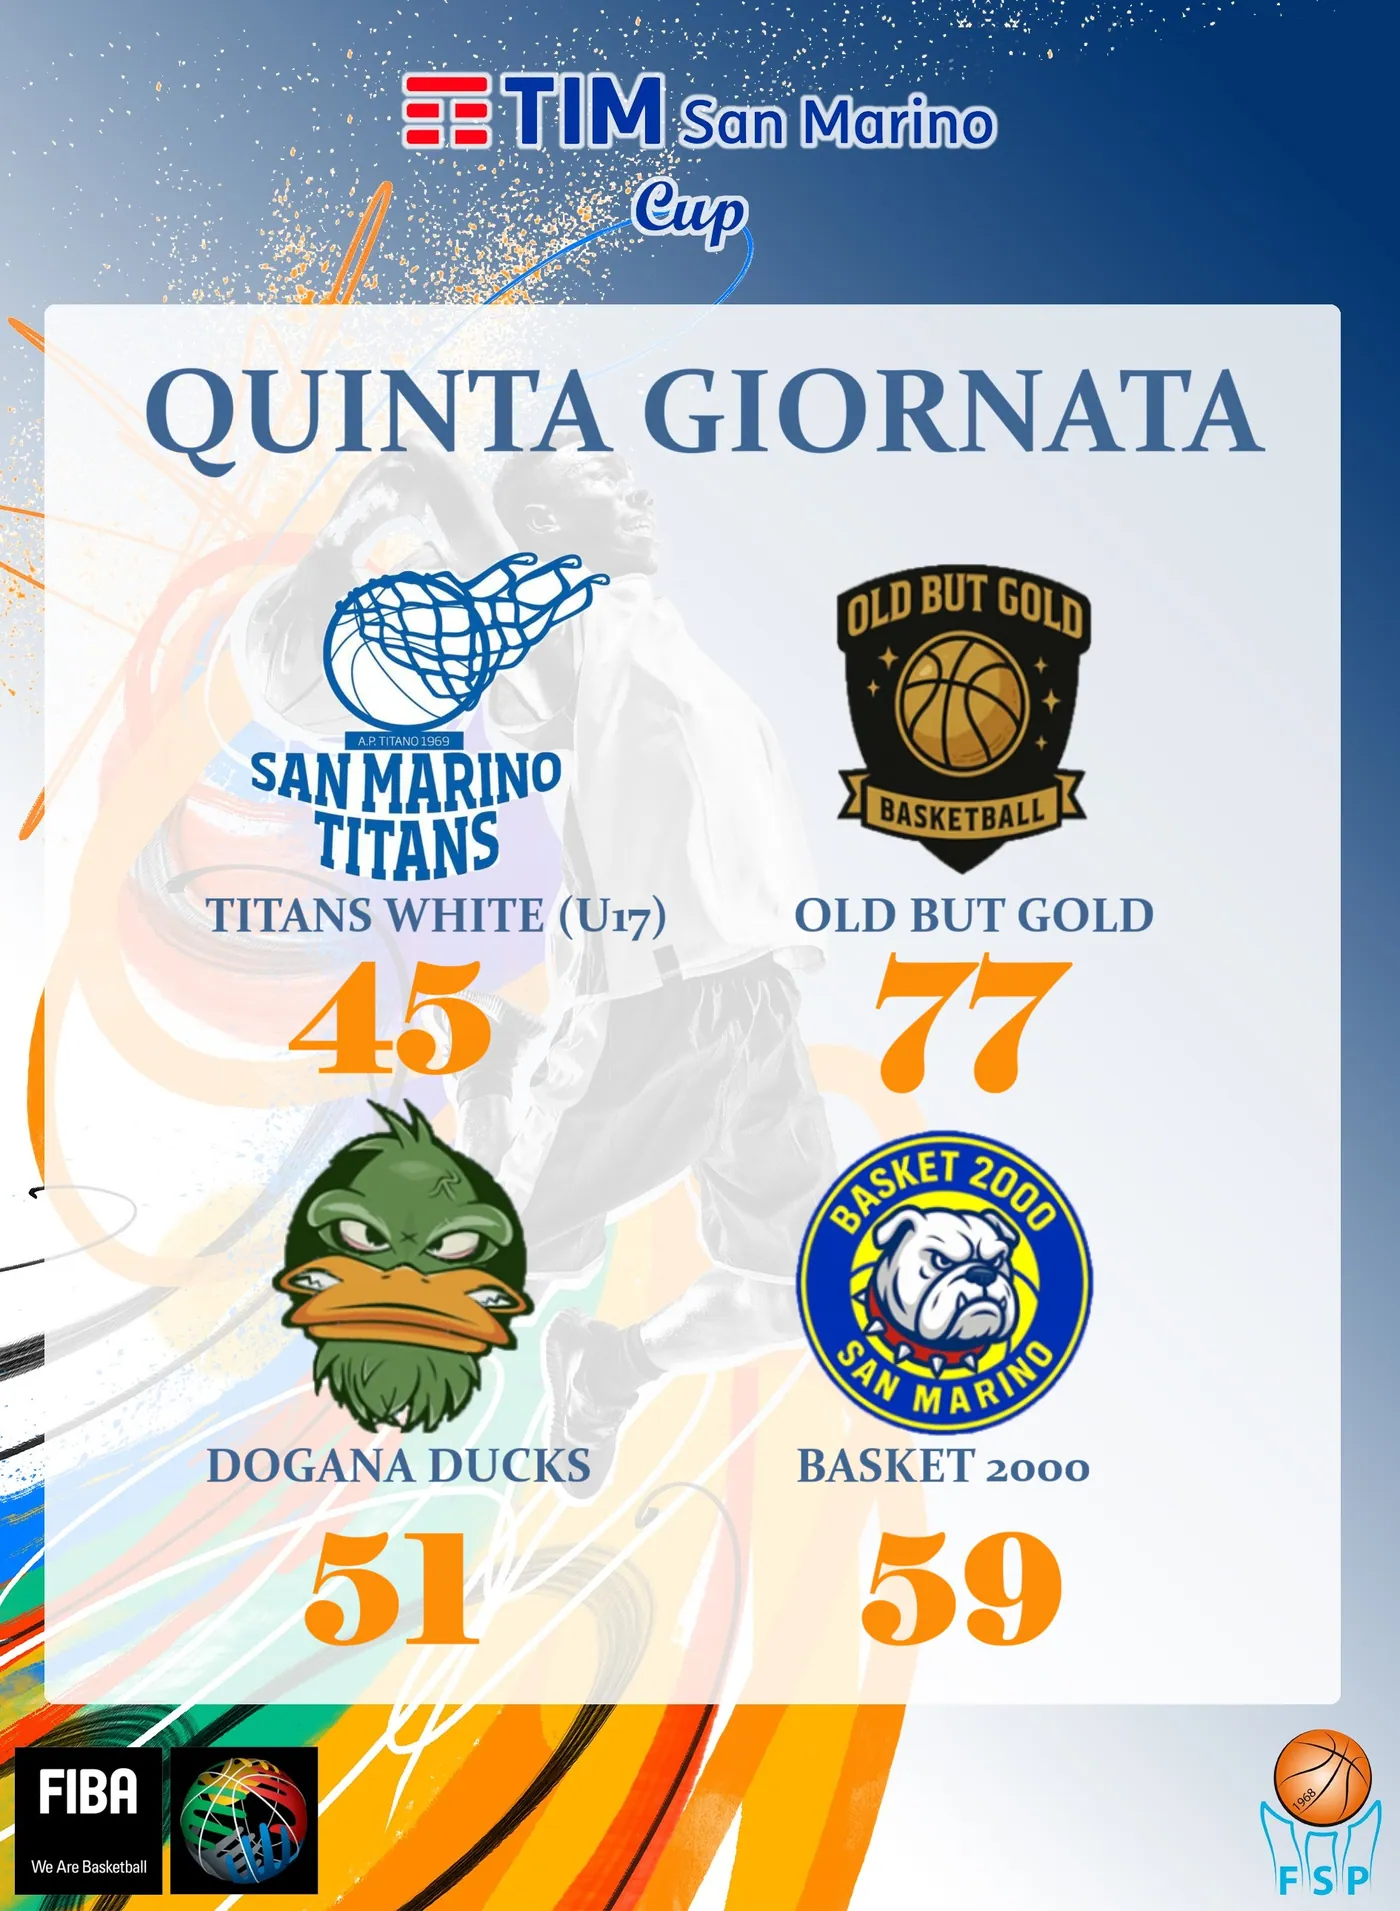 TIM San Marino
Cup
QUINTA GIORNATA
A.P. TITANO 1969
SAN MARINO
TITANS
OLD BUT GOLD
BASKETBALL
TITANS WHITE (U17)
OLD BUT GOLD
45
77
BASKET 2000
SAN MARINO
DOGANA DUCKS
BASKET 2000
51
59
FIBA
We Are Basketball
1968
FSP